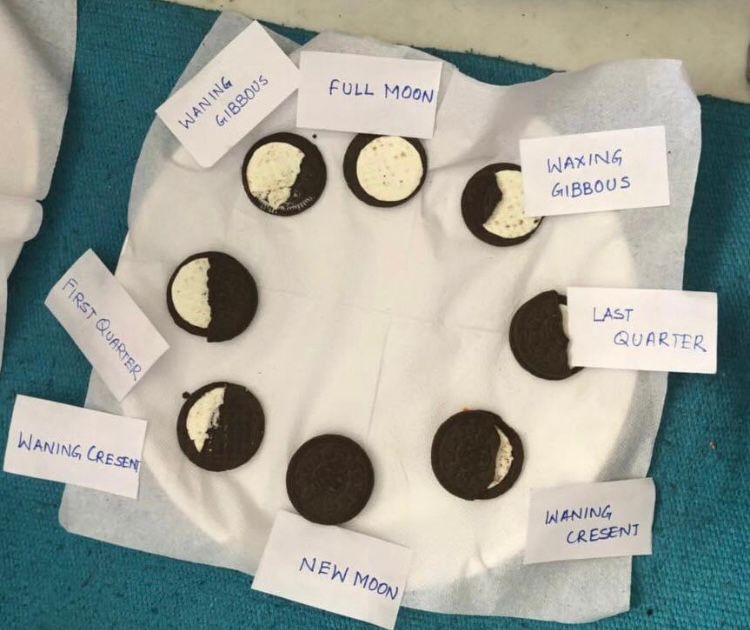 WANING
GIBBOUS
FULL MOON
WAXING
GIBBOUS
FIRST QUARTER
LAST
QUARTER
WANING CRESENT
WANING
CRESENT
NEW MOON